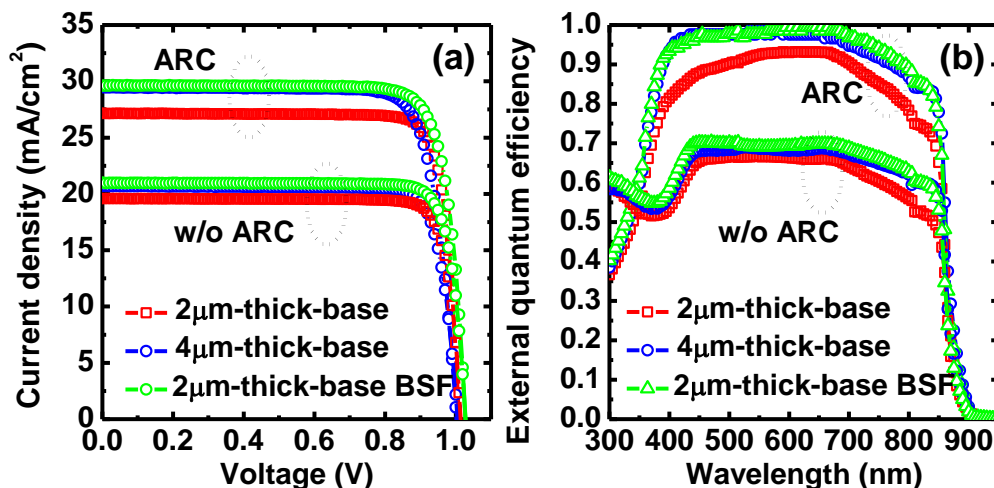 (a)
ARC
w/o ARC
2μm-thick-base
4μm-thick-base
2μm-thick-base BSF
Current density (mA/cm²)
35
30
25
20
15
10
5
0
0.0 0.2 0.4 0.6 0.8 1.0
Voltage (V)
(b)
ARC
w/o ARC
2μm-thick-base
4μm-thick-base
2μm-thick-base BSF
External quantum efficiency
1.0
0.9
0.8
0.7
0.6
0.5
0.4
0.3
0.2
0.1
0.0
300 400 500 600 700 800 900
Wavelength (nm)